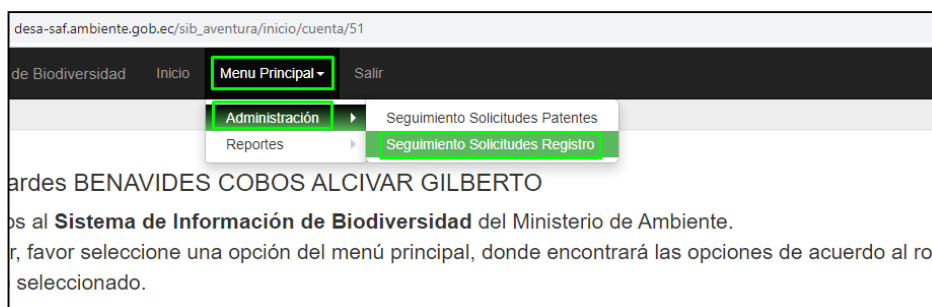 desa-saf.ambiente.gob.ec/sib_aventura/inicio/cuenta/51
de Biodiversidad Inicio Menu Principal Salir
Administración Seguimiento Solicitudes Patentes
Reportes Seguimiento Solicitudes Registro
ardes BENAVIDES COBOS ALCIVAR GILBERTO
os al Sistema de Información de Biodiversidad del Ministerio de Ambiente.
r, favor seleccione una opción del menú principal, donde encontrará las opciones de acuerdo al ro
seleccionado.